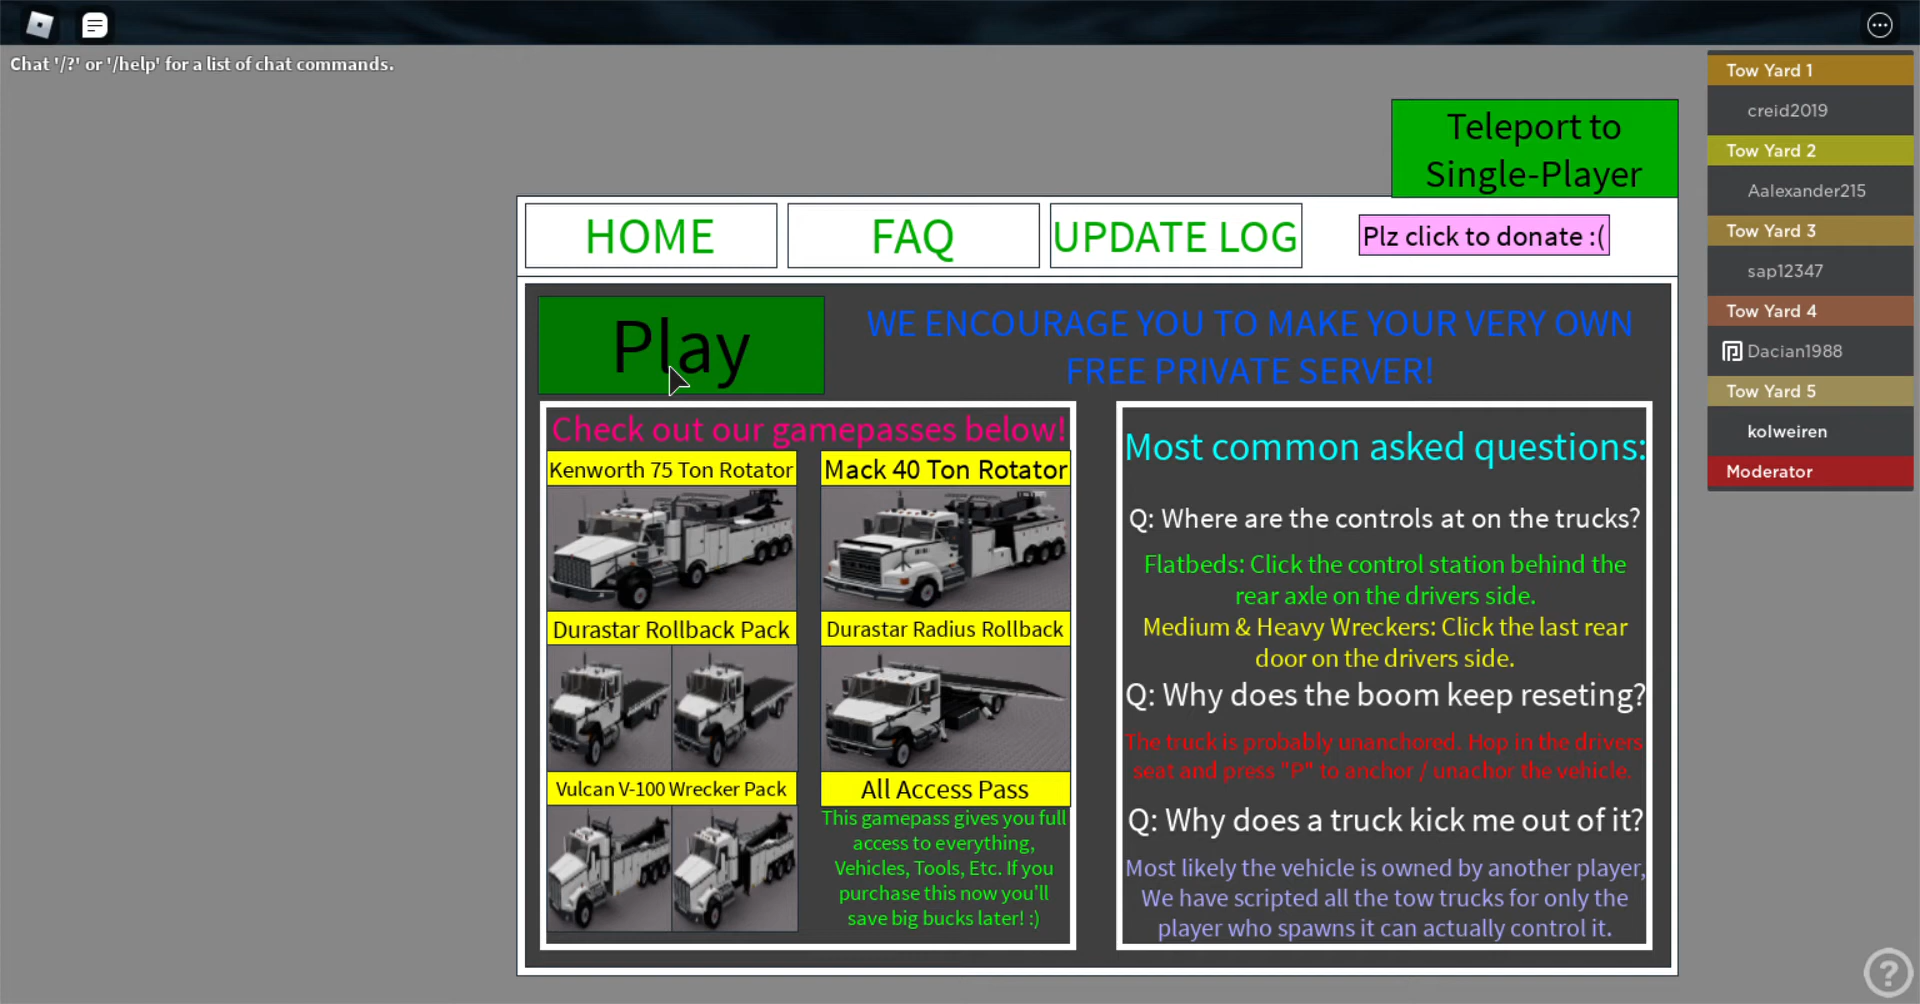 Chat '/?' or '/help' for a list of chat commands.
Tow Yard 1
creid2019
Tow Yard 2
Aalexander215
Tow Yard 3
sap12347
Tow Yard 4
Dacian1988
Tow Yard 5
kolweiren
Moderator
Teleport to
Single-Player
HOME
FAQ
UPDATE LOG
Plz click to donate :(
Play
WE ENCOURAGE YOU TO MAKE YOUR VERY OWN
FREE PRIVATE SERVER!
Check out our gamepasses below!
Kenworth 75 Ton Rotator
Mack 40 Ton Rotator
Durastar Rollback Pack
Durastar Radius Rollback
Vulcan V-100 Wrecker Pack
All Access Pass
This gamepass gives you full
access to everything,
Vehicles, Tools, Etc. If you
purchase this now you'll
save big bucks later! :)
Most common asked questions:
Q: Where are the controls at on the trucks?
Flatbeds: Click the control station behind the
rear axle on the drivers side.
Medium & Heavy Wreckers: Click the last rear
door on the drivers side.
Q: Why does the boom keep reseting?
The truck is probably unanchored. Hop in the drivers
seat and press "P" to anchor / unachor the vehicle.
Q: Why does a truck kick me out of it?
Most likely the vehicle is owned by another player,
We have scripted all the tow trucks for only the
player who spawns it can actually control it.
?